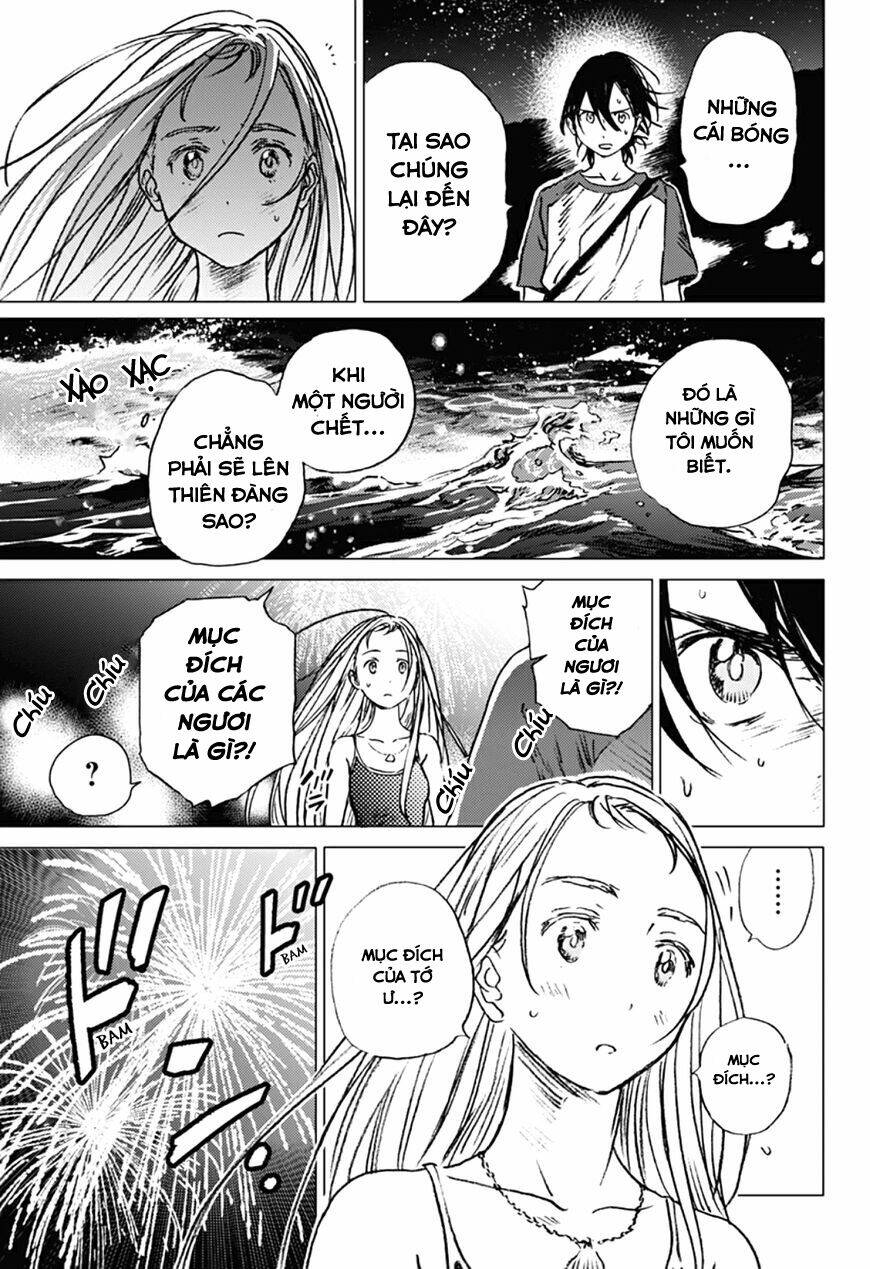 NHỮNG
CÁI BÓNG
...
TẠI SAO
CHÚNG
LẠI ĐẾN
ĐÂY?
ĐÓ LÀ
NHỮNG GÌ
TÔI MUỐN
BIẾT.
KHI
MỘT NGƯỜI
CHẾT...
CHẲNG
PHẢI SẼ LÊN
THIÊN ĐÀNG
SAO?
XÀO XẠC
MỤC
ĐÍCH
CỦA
NGƯƠI
LÀ GÌ?!
CHÍU
CHÍU
MỤC
ĐÍCH
CỦA CÁC
NGƯƠI
LÀ GÌ?!
CHÍU
CHÍU
?
......
MỤC
ĐÍCH...?
MỤC ĐÍCH
CỦA TỚ
Ư...?
ドド
BAM
BAM
ドン
BAM